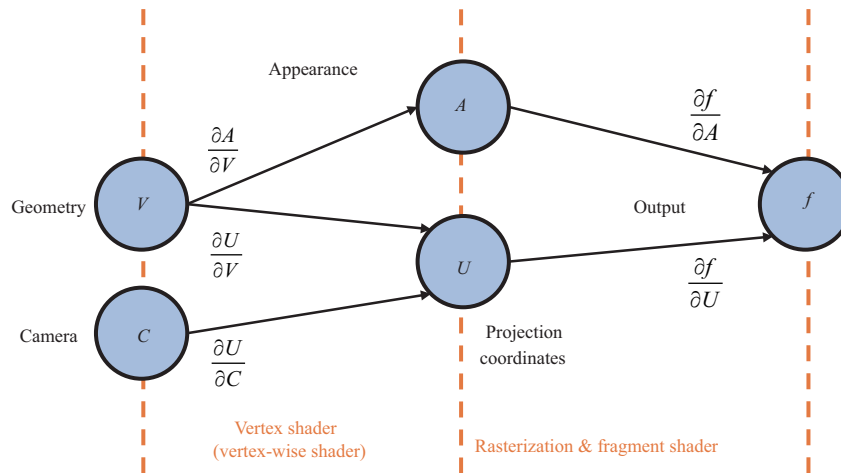 Appearance
A
∂A
∂V
∂f
∂A
Geometry
V
Output
f
∂U
∂V
U
∂f
∂U
Camera
C
∂U
∂C
Projection
coordinates
Vertex shader
(vertex-wise shader)
Rasterization & fragment shader